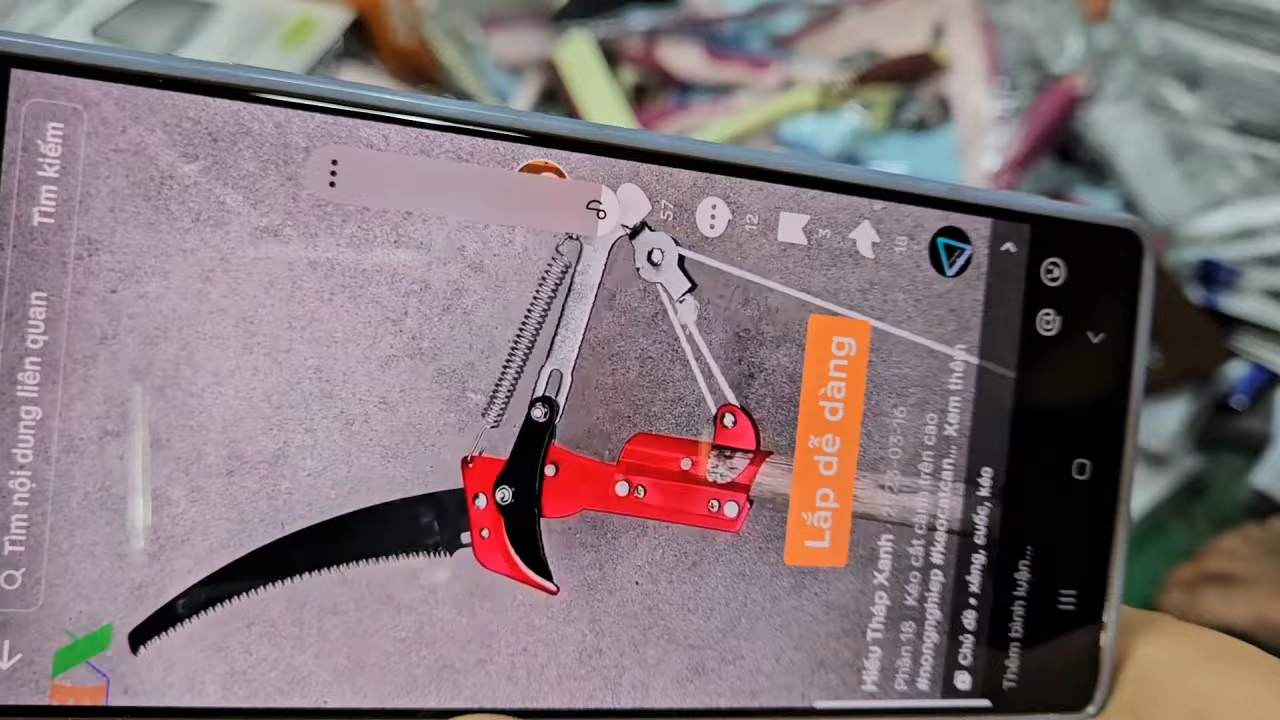 Tìm nội dung liên quan
Tìm kiếm
57
12
3
18
Lắp dễ dàng
Hiếu Tháp Xanh
Phần 18 Kéo cắt cành trên cao
#nongnghiep Xem thêm
Chủ đề • xẻng, cuốc, kéo
Thêm bình luận...